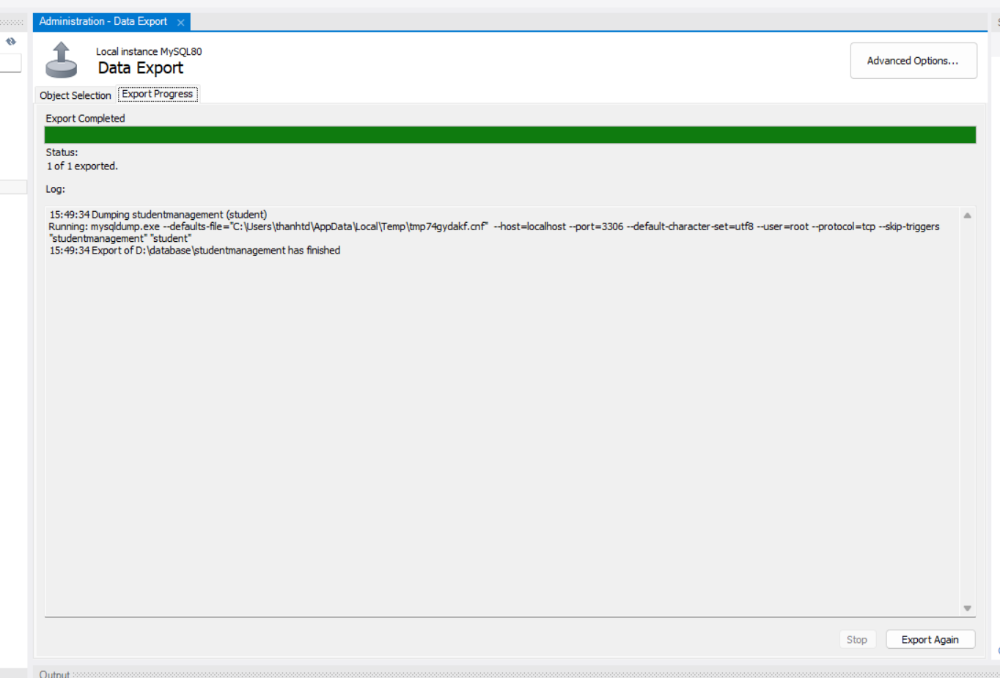 Administration - Data Export
Local instance MySQL80
Data Export
Advanced Options...
Object Selection
Export Progress
Export Completed
Status:
1 of 1 exported.
Log:
15:49:34 Dumping studentmanagement (student)
Running: mysqldump.exe --defaults-file="C:\Users\thanhtd\AppData\Local\Temp\tmp74gydakf.cnf"  --host=localhost --port=3306 --default-character-set=utf8 --user=root --protocol=tcp --skip-triggers
"studentmanagement" "student"
15:49:34 Export of D:\database\studentmanagement has finished
Stop
Export Again
Output